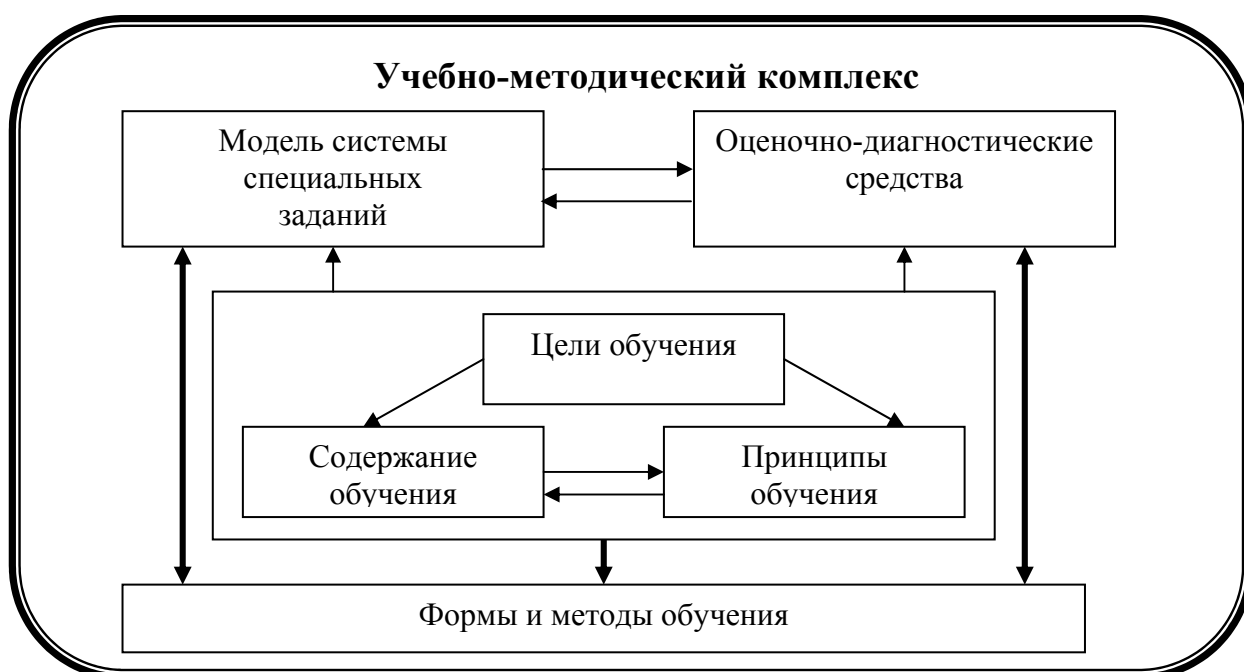 Учебно-методический комплекс
Модель системы
специальных
заданий
Оценочно-диагностические
средства
Цели обучения
Содержание
обучения
Принципы
обучения
Формы и методы обучения